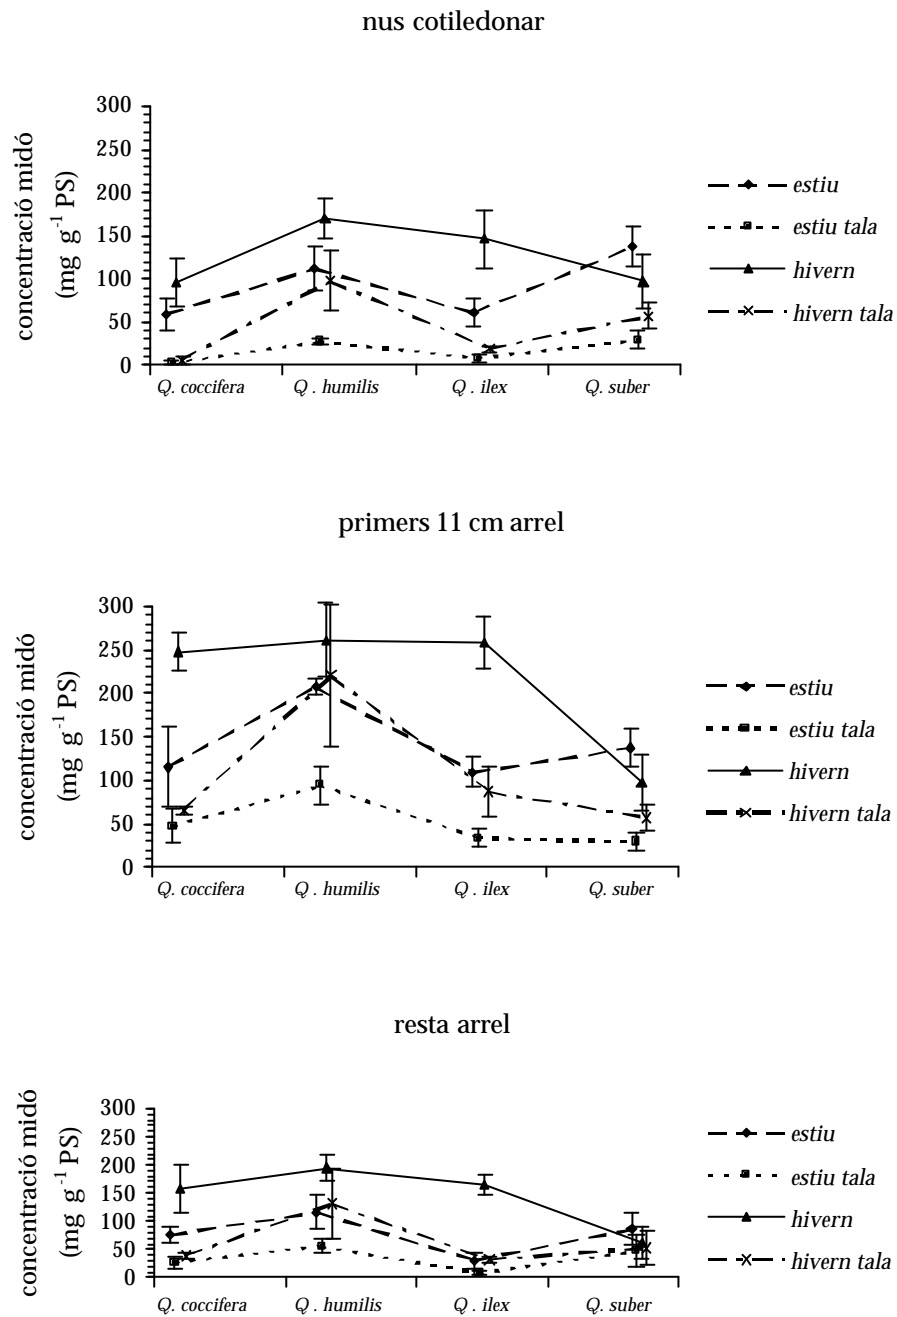 nus cotiledonar
concentració midó
(mg g⁻¹ PS)
300
250
200
150
100
50
0
Q. coccifera
Q . humilis
Q . ilex
Q. suber
estiu
estiu tala
hivern
hivern tala
primers 11 cm arrel
concentració midó
(mg g⁻¹ PS)
300
250
200
150
100
50
0
Q. coccifera
Q . humilis
Q . ilex
Q. suber
estiu
estiu tala
hivern
hivern tala
resta arrel
concentració midó
(mg g⁻¹ PS)
300
250
200
150
100
50
0
Q. coccifera
Q . humilis
Q . ilex
Q. suber
estiu
estiu tala
hivern
hivern tala